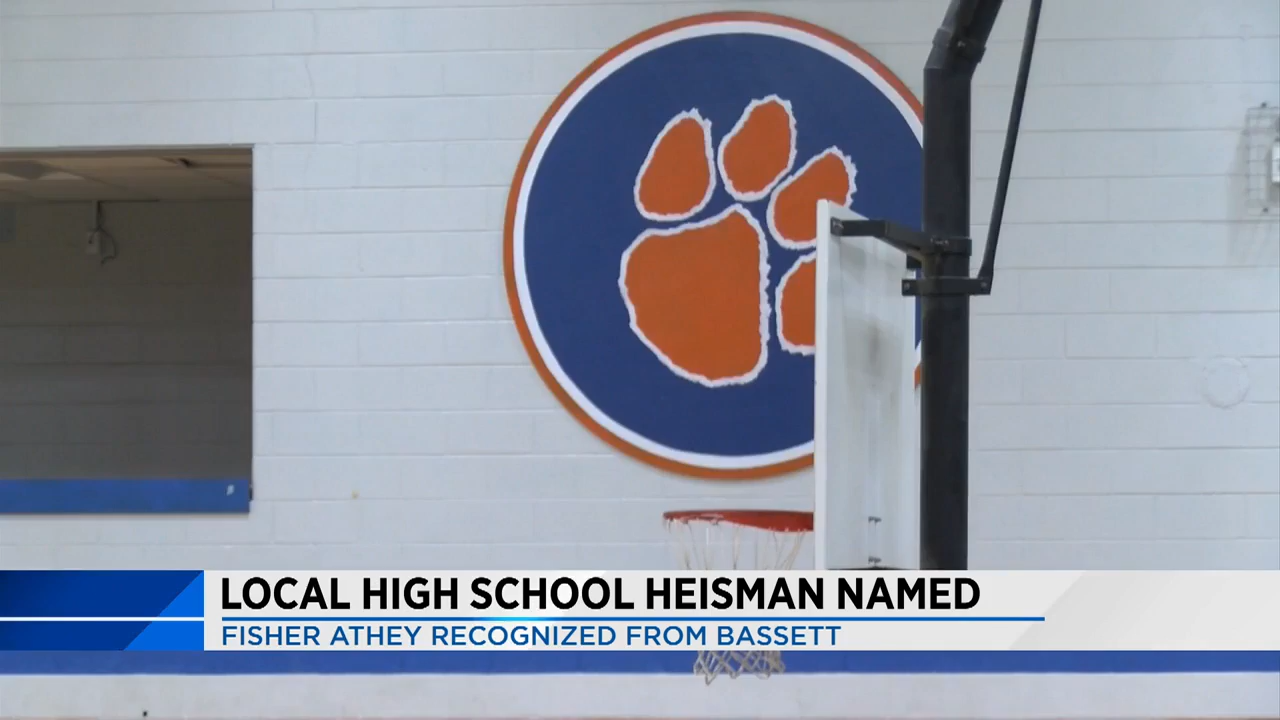 LOCAL HIGH SCHOOL HEISMAN NAMED
FISHER ATHEY RECOGNIZED FROM BASSETT